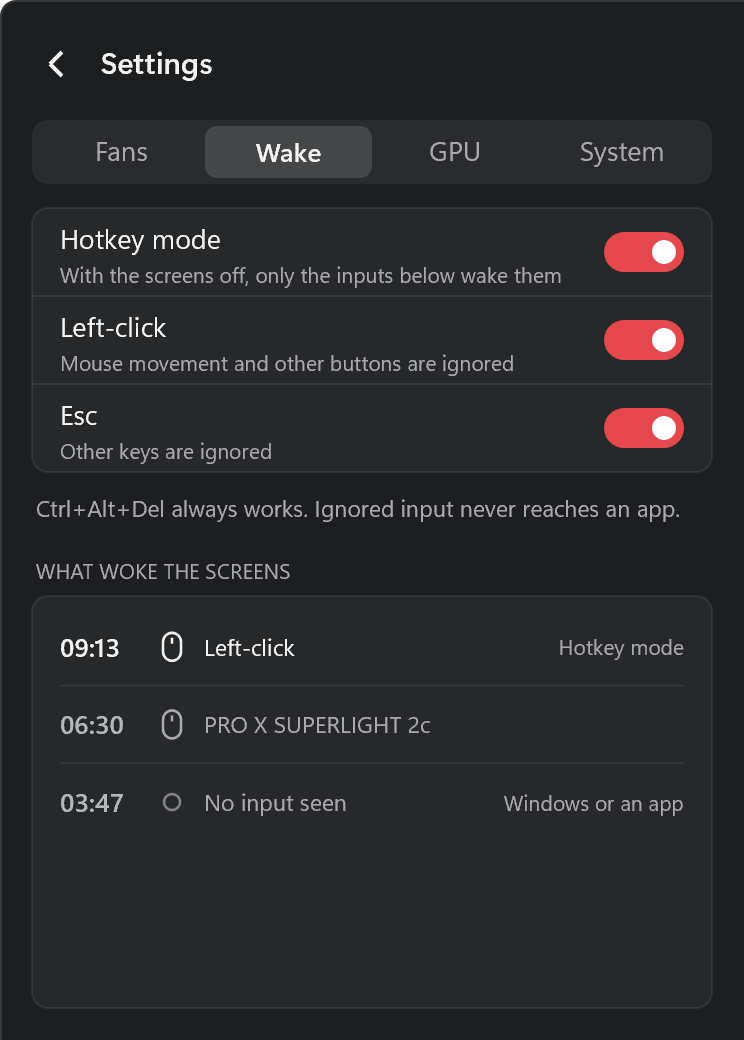 Settings
Fans
Wake
GPU
System
Hotkey mode
With the screens off, only the inputs below wake them
Left-click
Mouse movement and other buttons are ignored
Esc
Other keys are ignored
Ctrl+Alt+Del always works. Ignored input never reaches an app.
WHAT WOKE THE SCREENS
09:13 Left-click Hotkey mode
06:30 PRO X SUPERLIGHT 2c
03:47 No input seen Windows or an app